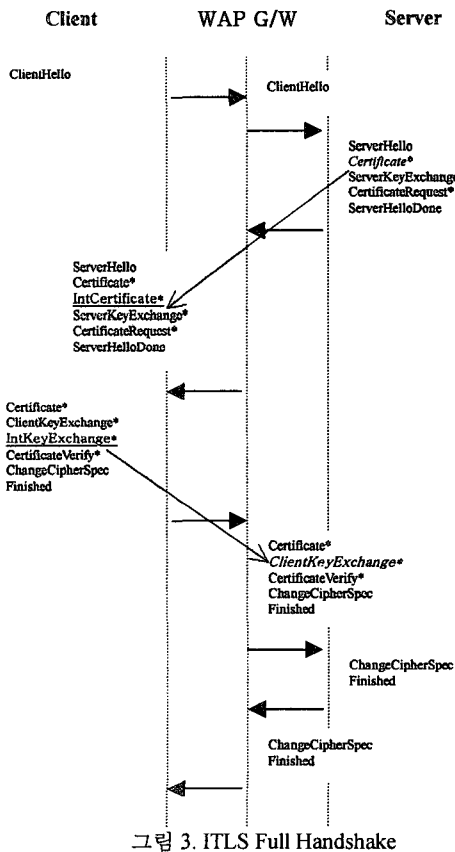 Client WAP G/W Server
ClientHello
ClientHello
ServerHello
Certificate*
ServerKeyExchange
CertificateRequest*
ServerHelloDone
ServerHello
Certificate*
IntCertificate*
ServerKeyExchange*
CertificateRequest*
ServerHelloDone
Certificate*
ClientKeyExchange*
IntKeyExchange*
CertificateVerify*
ChangeCipherSpec
Finished
Certificate*
ClientKeyExchange*
CertificateVerify*
ChangeCipherSpec
Finished
ChangeCipherSpec
Finished
ChangeCipherSpec
Finished
그림 3. ITLS Full Handshake